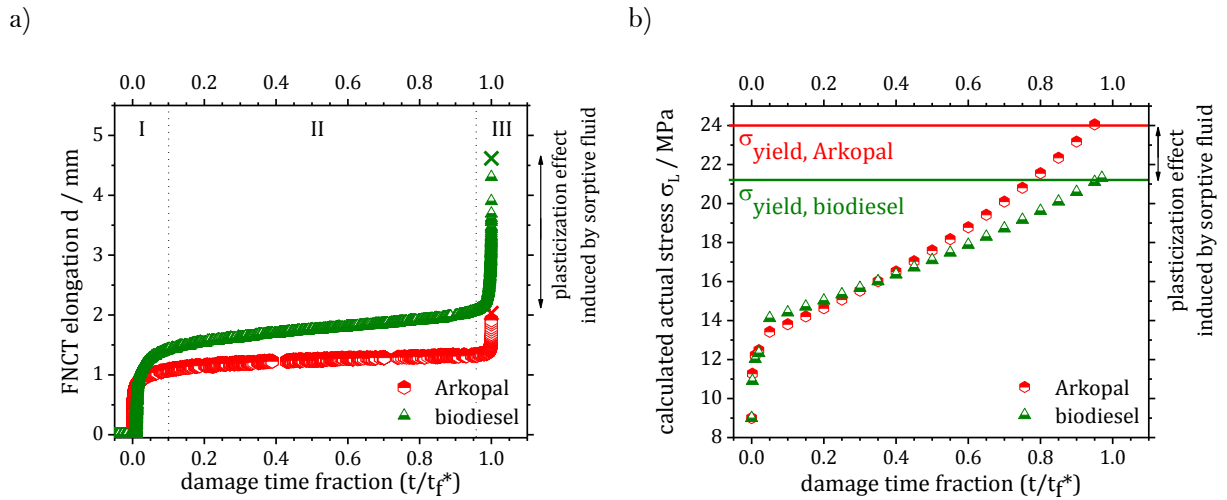 a)
0.0 0.2 0.4 0.6 0.8 1.0
I II III
5
4
3
2
1
0
FNCT elongation d / mm
Arkopal
biodiesel
0.0 0.2 0.4 0.6 0.8 1.0
damage time fraction (t/tf*)
plasticization effect
induced by sorptive fluid
b)
0.0 0.2 0.4 0.6 0.8 1.0
24
22
20
18
16
14
12
10
8
calculated actual stress σL / MPa
σyield, Arkopal
σyield, biodiesel
Arkopal
biodiesel
0.0 0.2 0.4 0.6 0.8 1.0
damage time fraction (t/tf*)
plasticization effect
induced by sorptive fluid